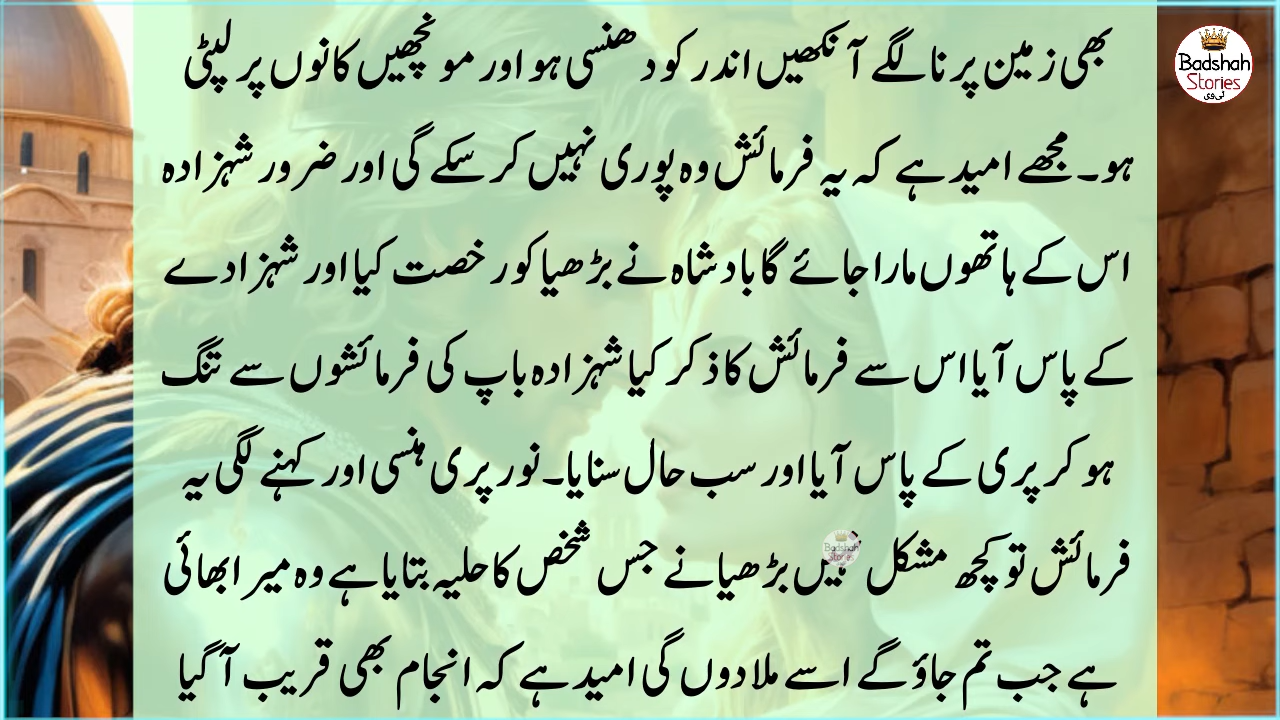 Badshah
Stories
ٹی وی
بھی زمین پر نا لگے آنکھیں اندر کو دھنسی ہو اور مونچھیں کانوں پر لپٹی
ہو۔ مجھے امید ہے کہ یہ فرمائش وہ پوری نہیں کر سکے گی اور ضرور شہزادہ
اس کے ہاتھوں مارا جائے گا بادشاہ نے بڑھیا کو رخصت کیا اور شہزادے
کے پاس آیا اس سے فرمائش کا ذکر کیا شہزادہ باپ کی فرمائشوں سے تنگ
ہو کر پری کے پاس آیا اور سب حال سنایا۔ نور پری ہنسی اور کہنے لگی یہ
فرمائش تو کچھ مشکل نہیں بڑھیا نے جس شخص کا حلیہ بتایا ہے وہ میرا بھائی
ہے جب تم جاؤ گے اسے ملا دوں گی امید ہے کہ انجام بھی قریب آگیا
Badshah
Stories